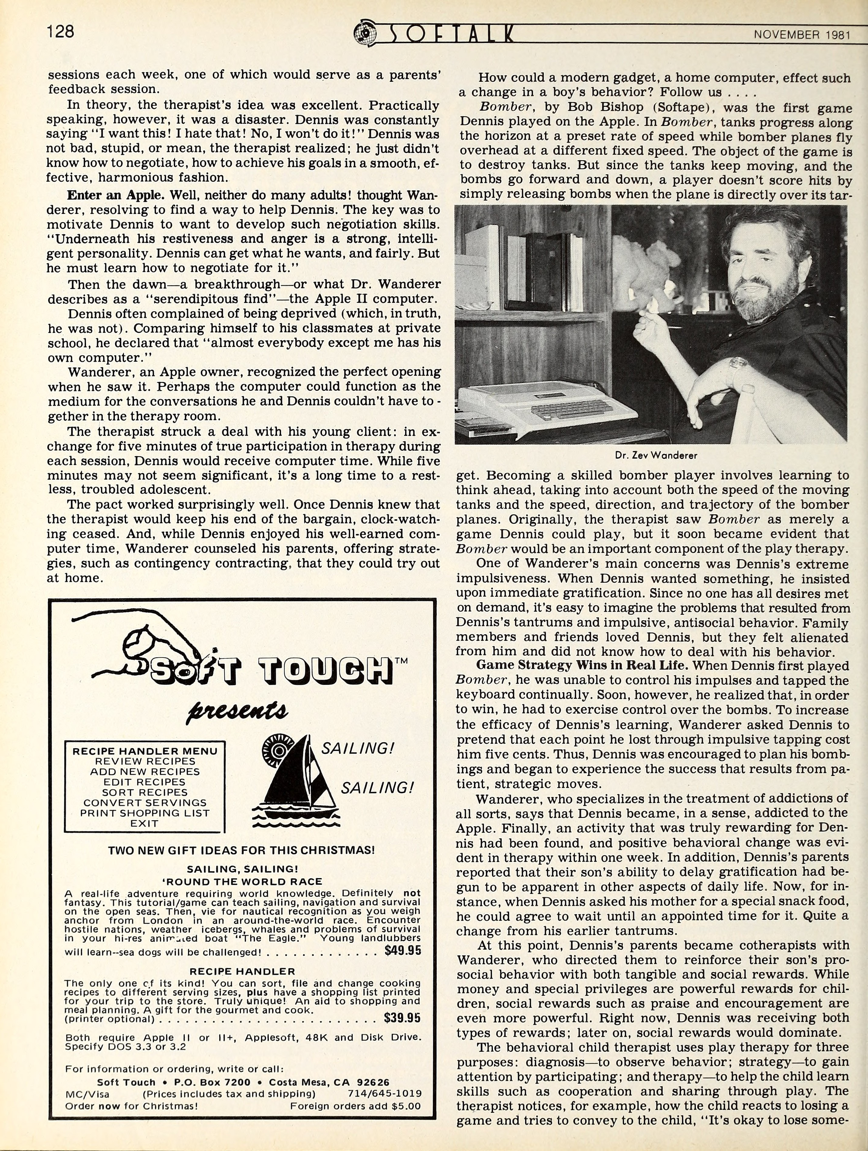 128
SOFTALK
NOVEMBER 1981
sessions each week, one of which would serve as a parents'
feedback session.
In theory, the therapist's idea was excellent. Practically
speaking, however, it was a disaster. Dennis was constantly
saying "I want this! I hate that! No, I won't do it!" Dennis was
not bad, stupid, or mean, the therapist realized; he just didn't
know how to negotiate, how to achieve his goals in a smooth, ef-
fective, harmonious fashion.
Enter an Apple. Well, neither do many adults! thought Wan-
derer, resolving to find a way to help Dennis. The key was to
motivate Dennis to want to develop such negotiation skills.
"Underneath his restiveness and anger is a strong, intelli-
gent personality. Dennis can get what he wants, and fairly. But
he must learn how to negotiate for it."
Then the dawn—a breakthrough—or what Dr. Wanderer
describes as a "serendipitous find"—the Apple II computer.
Dennis often complained of being deprived (which, in truth,
he was not). Comparing himself to his classmates at private
school, he declared that "almost everybody except me has his
own computer."
Wanderer, an Apple owner, recognized the perfect opening
when he saw it. Perhaps the computer could function as the
medium for the conversations he and Dennis couldn't have to-
gether in the therapy room.
The therapist struck a deal with his young client: in ex-
change for five minutes of true participation in therapy during
each session, Dennis would receive computer time. While five
minutes may not seem significant, it's a long time to a rest-
less, troubled adolescent.
The pact worked surprisingly well. Once Dennis knew that
the therapist would keep his end of the bargain, clock-watch-
ing ceased. And, while Dennis enjoyed his well-earned com-
puter time, Wanderer counseled his parents, offering strate-
gies, such as contingency contracting, that they could try out
at home.
SOFT TOUCH™
presents
RECIPE HANDLER MENU
REVIEW RECIPES
ADD NEW RECIPES
EDIT RECIPES
SORT RECIPES
CONVERT SERVINGS
PRINT SHOPPING LIST
EXIT
SAILING!
SAILING!
TWO NEW GIFT IDEAS FOR THIS CHRISTMAS!
SAILING, SAILING!
'ROUND THE WORLD RACE
A real-life adventure requiring world knowledge. Definitely not
fantasy. This tutorial/game can teach sailing, navigation and survival
on the open seas. Then, vie for nautical recognition as you weigh
anchor from London in an around-the-world race. Encounter
hostile nations, weather icebergs, whales and problems of survival
in your hi-res animated boat "The Eagle." Young landlubbers
will learn--sea dogs will be challenged! . . . . . . . . . . . . . $49.95
RECIPE HANDLER
The only one of its kind! You can sort, file and change cooking
recipes to different serving sizes, plus have a shopping list printed
for your trip to the store. Truly unique! An aid to shopping and
meal planning. A gift for the gourmet and cook.
(printer optional) . . . . . . . . . . . . . . . . . . . . . . . . . $39.95
Both require Apple II or II+, Applesoft, 48K and Disk Drive.
Specify DOS 3.3 or 3.2
For information or ordering, write or call:
Soft Touch • P.O. Box 7200 • Costa Mesa, CA 92626
MC/Visa (Prices includes tax and shipping) 714/645-1019
Order now for Christmas! Foreign orders add $5.00
How could a modern gadget, a home computer, effect such
a change in a boy's behavior? Follow us . . . .
Bomber, by Bob Bishop (Softape), was the first game
Dennis played on the Apple. In Bomber, tanks progress along
the horizon at a preset rate of speed while bomber planes fly
overhead at a different fixed speed. The object of the game is
to destroy tanks. But since the tanks keep moving, and the
bombs go forward and down, a player doesn't score hits by
simply releasing bombs when the plane is directly over its tar-
Dr. Zev Wanderer
get. Becoming a skilled bomber player involves learning to
think ahead, taking into account both the speed of the moving
tanks and the speed, direction, and trajectory of the bomber
planes. Originally, the therapist saw Bomber as merely a
game Dennis could play, but it soon became evident that
Bomber would be an important component of the play therapy.
One of Wanderer's main concerns was Dennis's extreme
impulsiveness. When Dennis wanted something, he insisted
upon immediate gratification. Since no one has all desires met
on demand, it's easy to imagine the problems that resulted from
Dennis's tantrums and impulsive, antisocial behavior. Family
members and friends loved Dennis, but they felt alienated
from him and did not know how to deal with his behavior.
Game Strategy Wins in Real Life. When Dennis first played
Bomber, he was unable to control his impulses and tapped the
keyboard continually. Soon, however, he realized that, in order
to win, he had to exercise control over the bombs. To increase
the efficacy of Dennis's learning, Wanderer asked Dennis to
pretend that each point he lost through impulsive tapping cost
him five cents. Thus, Dennis was encouraged to plan his bomb-
ings and began to experience the success that results from pa-
tient, strategic moves.
Wanderer, who specializes in the treatment of addictions of
all sorts, says that Dennis became, in a sense, addicted to the
Apple. Finally, an activity that was truly rewarding for Den-
nis had been found, and positive behavioral change was evi-
dent in therapy within one week. In addition, Dennis's parents
reported that their son's ability to delay gratification had be-
gun to be apparent in other aspects of daily life. Now, for in-
stance, when Dennis asked his mother for a special snack food,
he could agree to wait until an appointed time for it. Quite a
change from his earlier tantrums.
At this point, Dennis's parents became cotherapists with
Wanderer, who directed them to reinforce their son's pro-
social behavior with both tangible and social rewards. While
money and special privileges are powerful rewards for chil-
dren, social rewards such as praise and encouragement are
even more powerful. Right now, Dennis was receiving both
types of rewards; later on, social rewards would dominate.
The behavioral child therapist uses play therapy for three
purposes: diagnosis—to observe behavior; strategy—to gain
attention by participating; and therapy—to help the child learn
skills such as cooperation and sharing through play. The
therapist notices, for example, how the child reacts to losing a
game and tries to convey to the child, "It's okay to lose some-